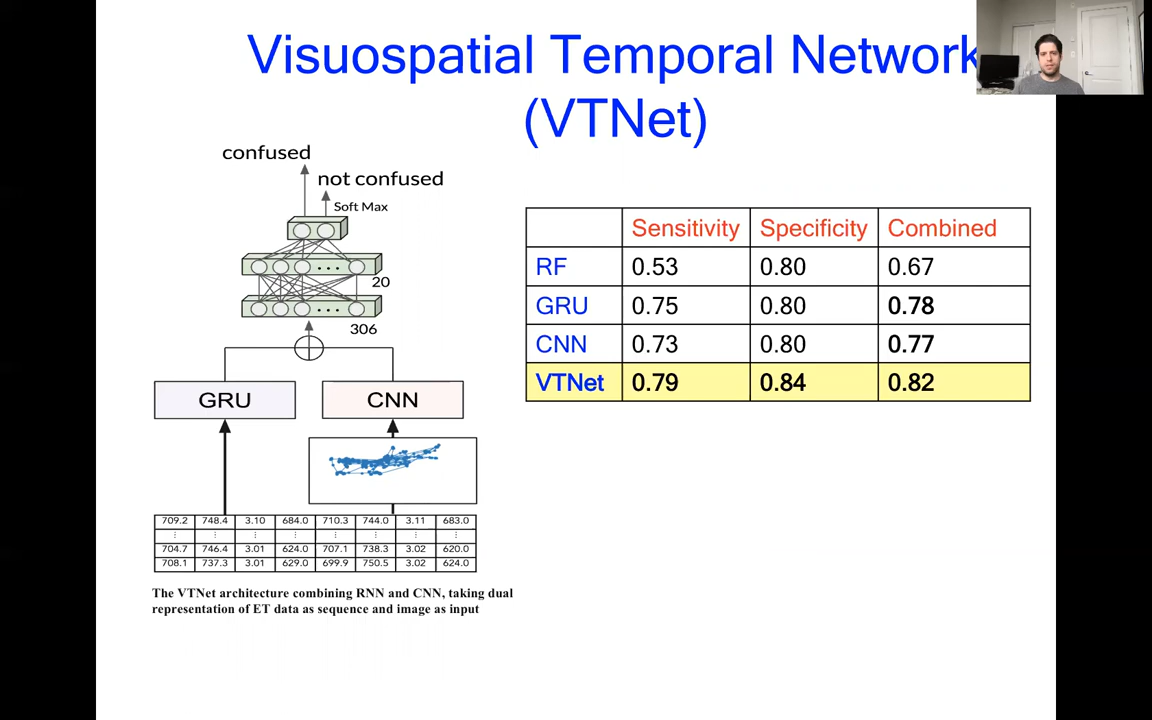 Visuospatial Temporal Network
(VTNet)
confused
not confused
Soft Max
20
306
GRU
CNN
709.2 748.4 3.10 684.0 710.3 744.0 3.11 683.0
⋮ ⋮ ⋮ ⋮ ⋮ ⋮ ⋮ ⋮
704.7 746.4 3.01 624.0 707.1 738.3 3.02 620.0
708.1 737.3 3.01 629.0 699.9 750.5 3.02 624.0
The VTNet architecture combining RNN and CNN, taking dual
representation of ET data as sequence and image as input
Sensitivity Specificity Combined
RF 0.53 0.80 0.67
GRU 0.75 0.80 0.78
CNN 0.73 0.80 0.77
VTNet 0.79 0.84 0.82